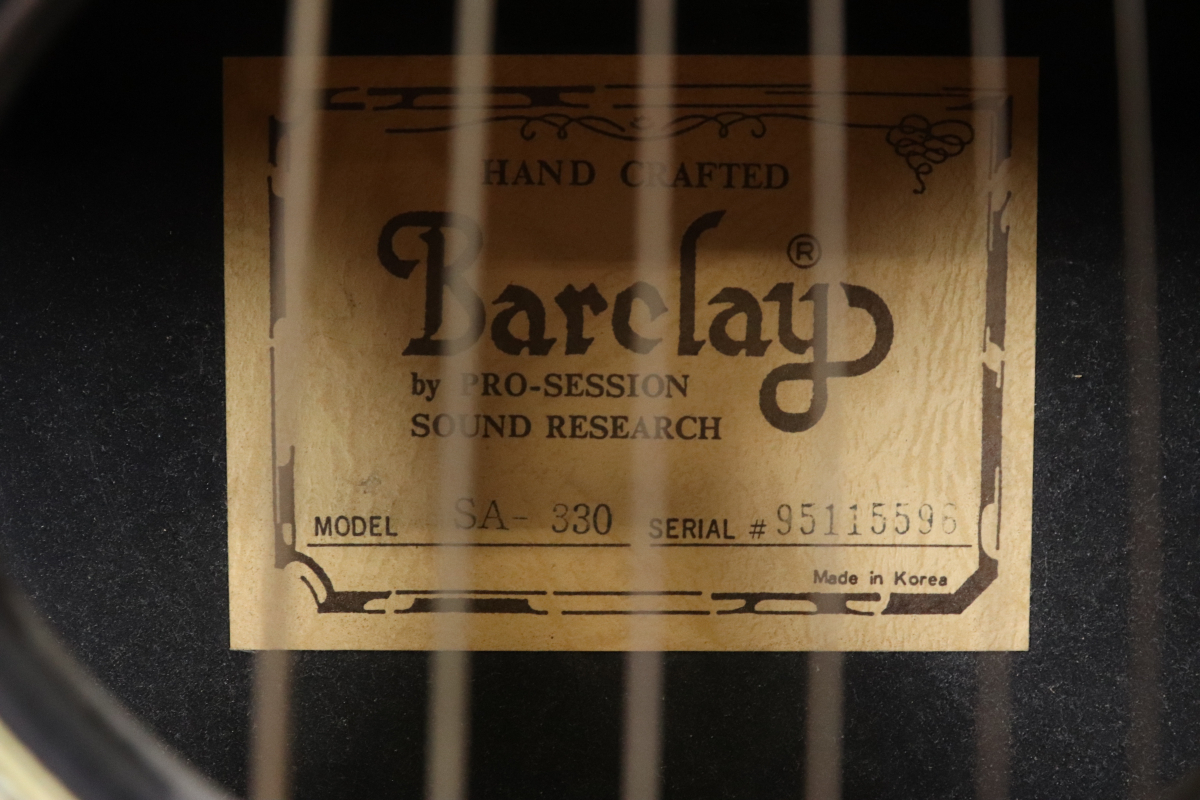 HAND CRAFTED
Barclay®
by PRO-SESSION
SOUND RESEARCH
MODEL SA- 330 SERIAL # 95115596
Made in Korea